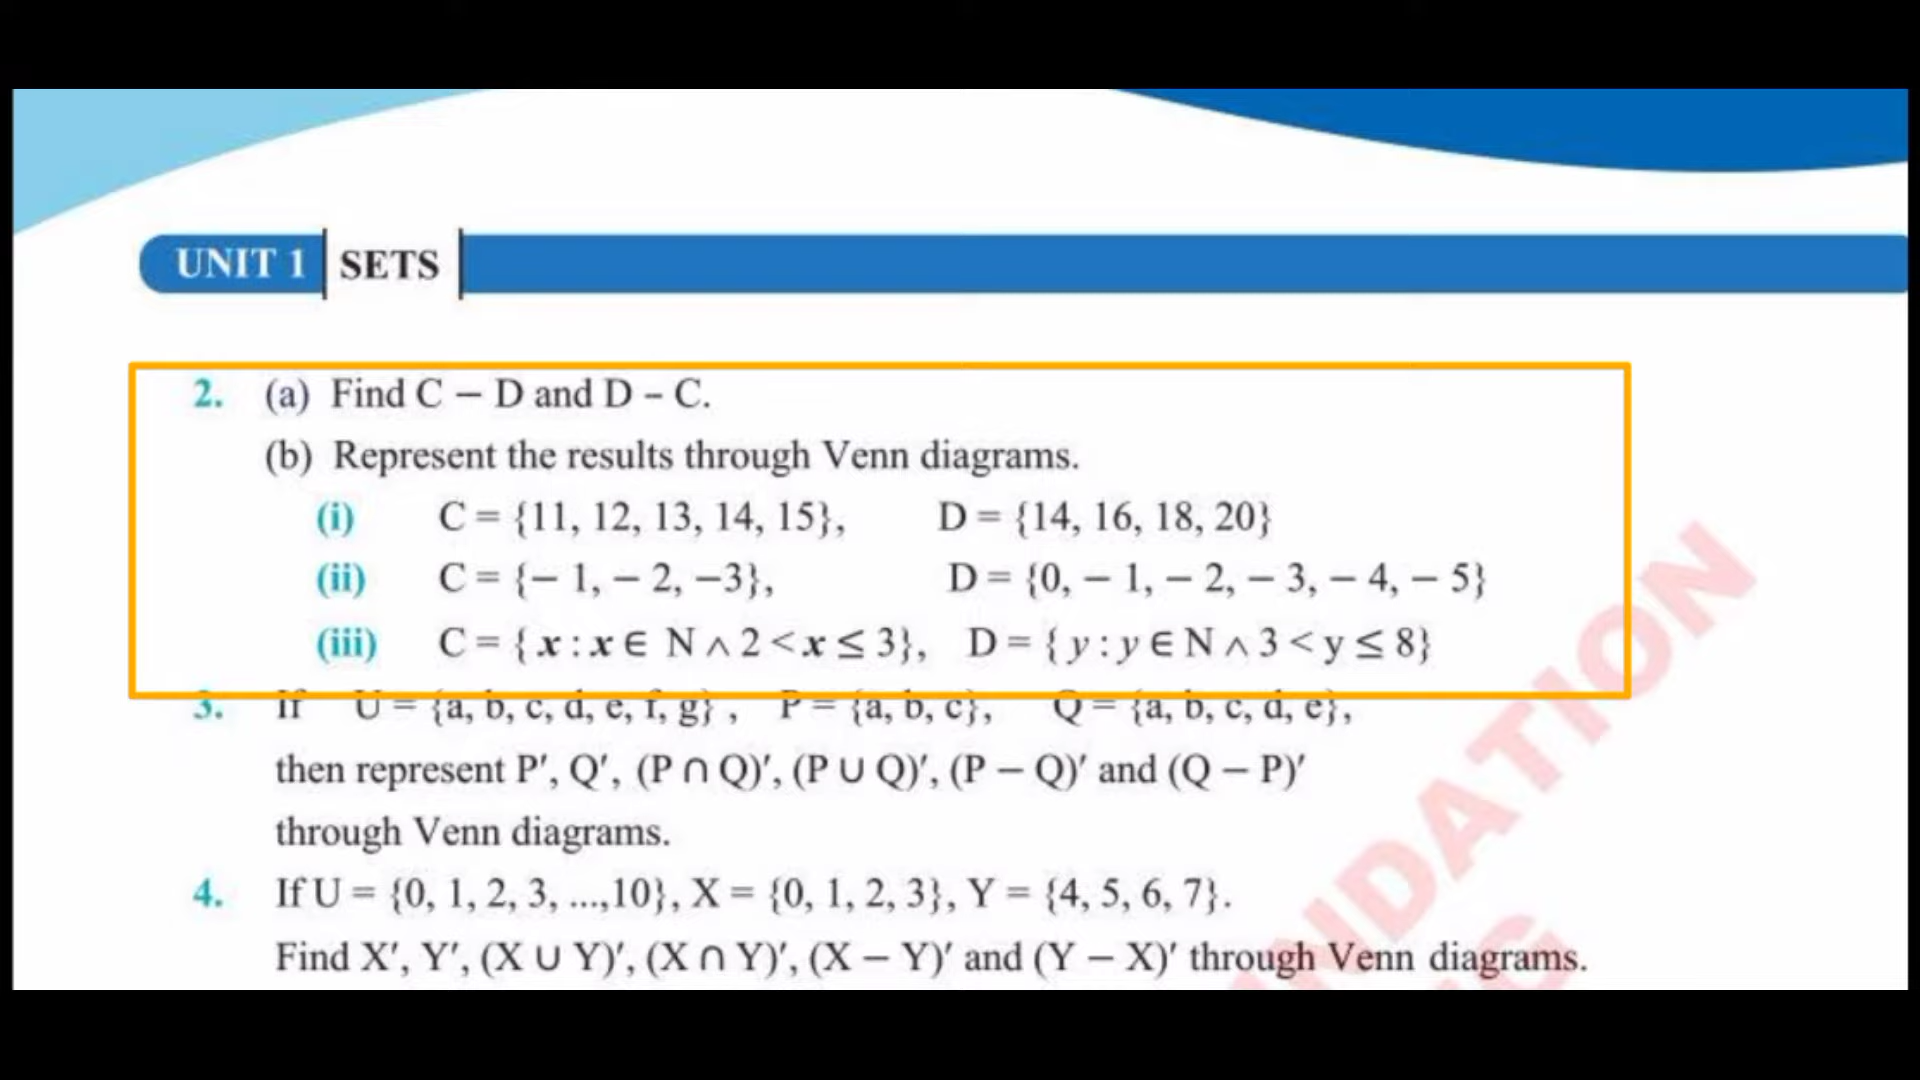 UNIT 1 SETS
2. (a) Find C – D and D – C.
(b) Represent the results through Venn diagrams.
(i) C = {11, 12, 13, 14, 15}, D = {14, 16, 18, 20}
(ii) C = {– 1, – 2, –3}, D = {0, – 1, – 2, – 3, – 4, – 5}
(iii) C = { x : x ∈ N ∧ 2 < x ≤ 3}, D = { y : y ∈ N ∧ 3 < y ≤ 8}
3. If U = {a, b, c, d, e, f, g} , P = {a, b, c}, Q = {a, b, c, d, e},
then represent P′, Q′, (P ∩ Q)′, (P ∪ Q)′, (P – Q)′ and (Q – P)′
through Venn diagrams.
4. If U = {0, 1, 2, 3, ...,10}, X = {0, 1, 2, 3}, Y = {4, 5, 6, 7}.
Find X′, Y′, (X ∪ Y)′, (X ∩ Y)′, (X – Y)′ and (Y – X)′ through Venn diagrams.